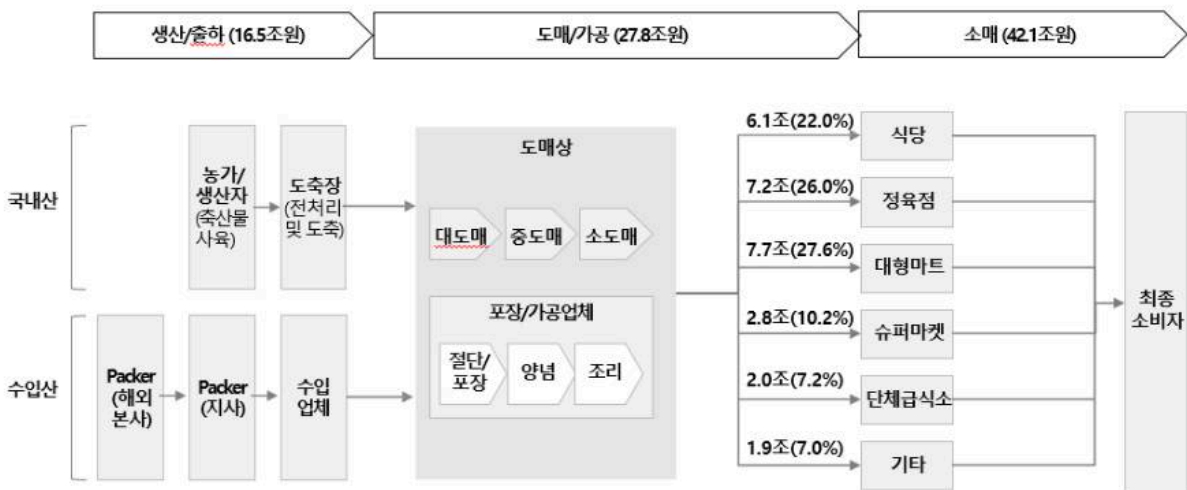 생산/출하 (16.5조원)
도매/가공 (27.8조원)
소매 (42.1조원)
국내산
농가/
생산자
(축산물
사육)
도축장
(전처리
및 도축)
수입산
Packer
(해외
본사)
Packer
(지사)
수입
업체
도매상
대도매
중도매
소도매
포장/가공업체
절단/
포장
양념
조리
6.1조(22.0%)
식당
7.2조(26.0%)
정육점
7.7조(27.6%)
대형마트
2.8조(10.2%)
슈퍼마켓
2.0조(7.2%)
단체급식소
1.9조(7.0%)
기타
최종
소비자